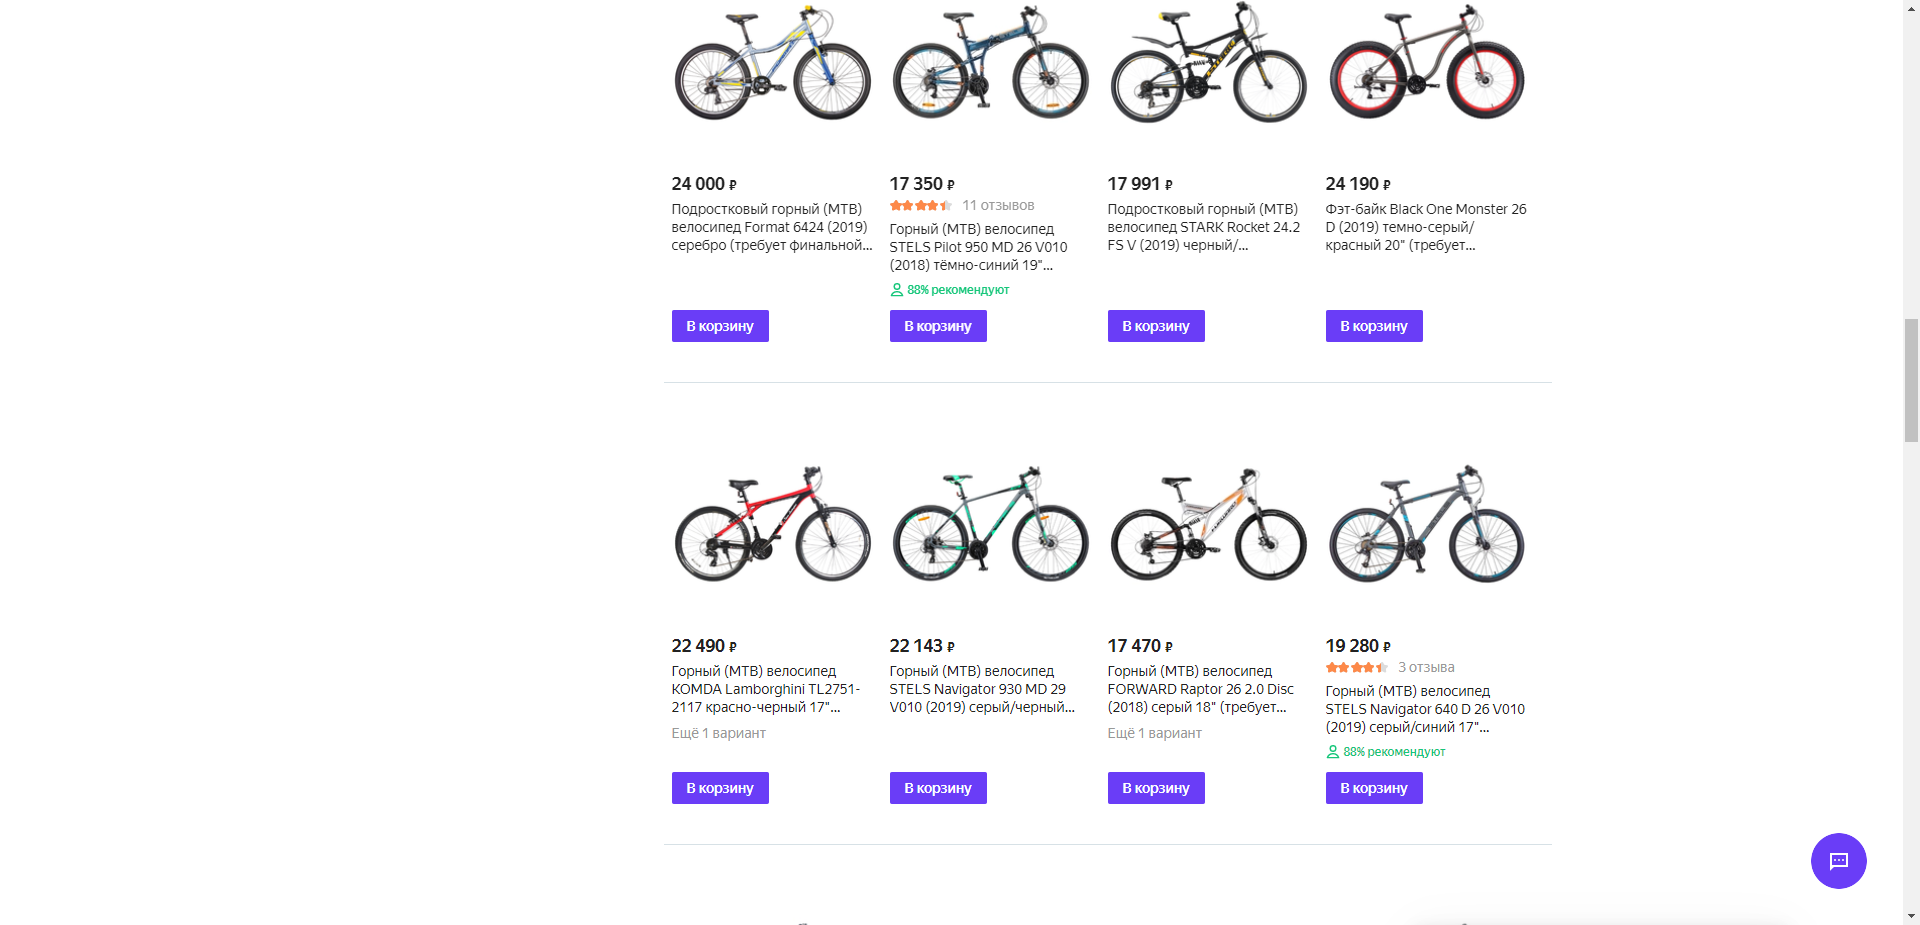 24 000 ₽
Подростковый горный (MTB)
велосипед Format 6424 (2019)
серебро (требует финальной...
В корзину
17 350 ₽
11 отзывов
Горный (MTB) велосипед
STELS Pilot 950 MD 26 V010
(2018) тёмно-синий 19"...
88% рекомендуют
В корзину
17 991 ₽
Подростковый горный (MTB)
велосипед STARK Rocket 24.2
FS V (2019) черный/...
В корзину
24 190 ₽
Фэт-байк Black One Monster 26
D (2019) темно-серый/
красный 20" (требует...
В корзину
22 490 ₽
Горный (MTB) велосипед
KOMDA Lamborghini TL2751-
2117 красно-черный 17"...
Ещё 1 вариант
В корзину
22 143 ₽
Горный (MTB) велосипед
STELS Navigator 930 MD 29
V010 (2019) серый/черный...
В корзину
17 470 ₽
Горный (MTB) велосипед
FORWARD Raptor 26 2.0 Disc
(2018) серый 18" (требует...
Ещё 1 вариант
В корзину
19 280 ₽
3 отзыва
Горный (MTB) велосипед
STELS Navigator 640 D 26 V010
(2019) серый/синий 17"...
88% рекомендуют
В корзину